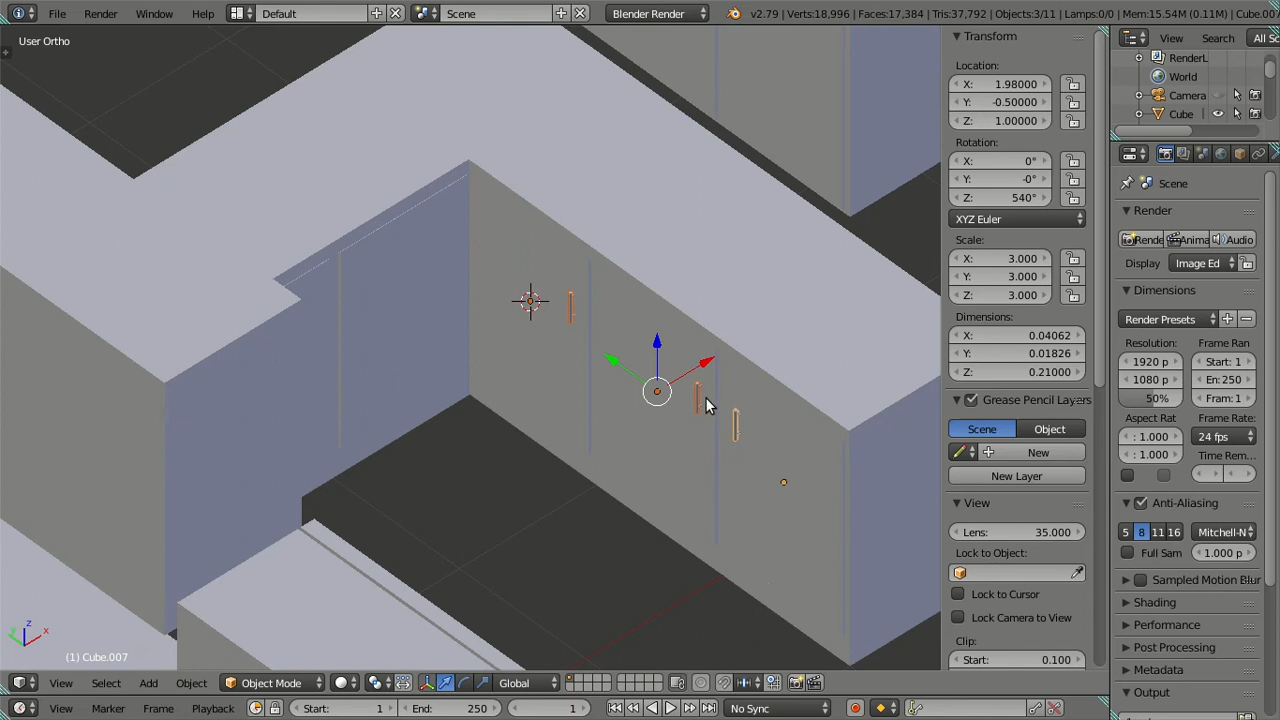 File Render Window Help Default Scene Blender Render v2.79 | Verts:18,996 | Faces:17,384 | Tris:37,792 | Objects:3/11 | Lamps:0/0 | Mem:15.54M (0.11M) | Cube.007
User Ortho
Transform
Location:
X: 1.98000
Y: -0.50000
Z: 1.00000
Rotation:
X: 0°
Y: -0°
Z: 540°
XYZ Euler
Scale:
X: 3.000
Y: 3.000
Z: 3.000
Dimensions:
X: 0.04062
Y: 0.01826
Z: 0.21000
Grease Pencil Layers
Scene Object
New
New Layer
View
Lens: 35.000
Lock to Object:
Lock to Cursor
Lock Camera to View
Clip:
Start: 0.100
View Search All Sc
RenderL
World
Camera
Cube
Scene
Render
Rende Anima Audio
Display Image Ed
Dimensions
Render Presets
Resolution: Frame Ran
1920 p Start: 1
1080 p En: 250
50% Fram: 1
Aspect Rat Frame Rate:
: 1.000 24 fps
: 1.000 Time Rem...
Anti-Aliasing
5 8 11 16 Mitchell-N
Full Sam 1.000 p
Sampled Motion Blur
Shading
Performance
Post Processing
Metadata
Output
z
y x
(1) Cube.007
View Select Add Object Object Mode Global
View Marker Frame Playback Start: 1 End: 250 1 No Sync